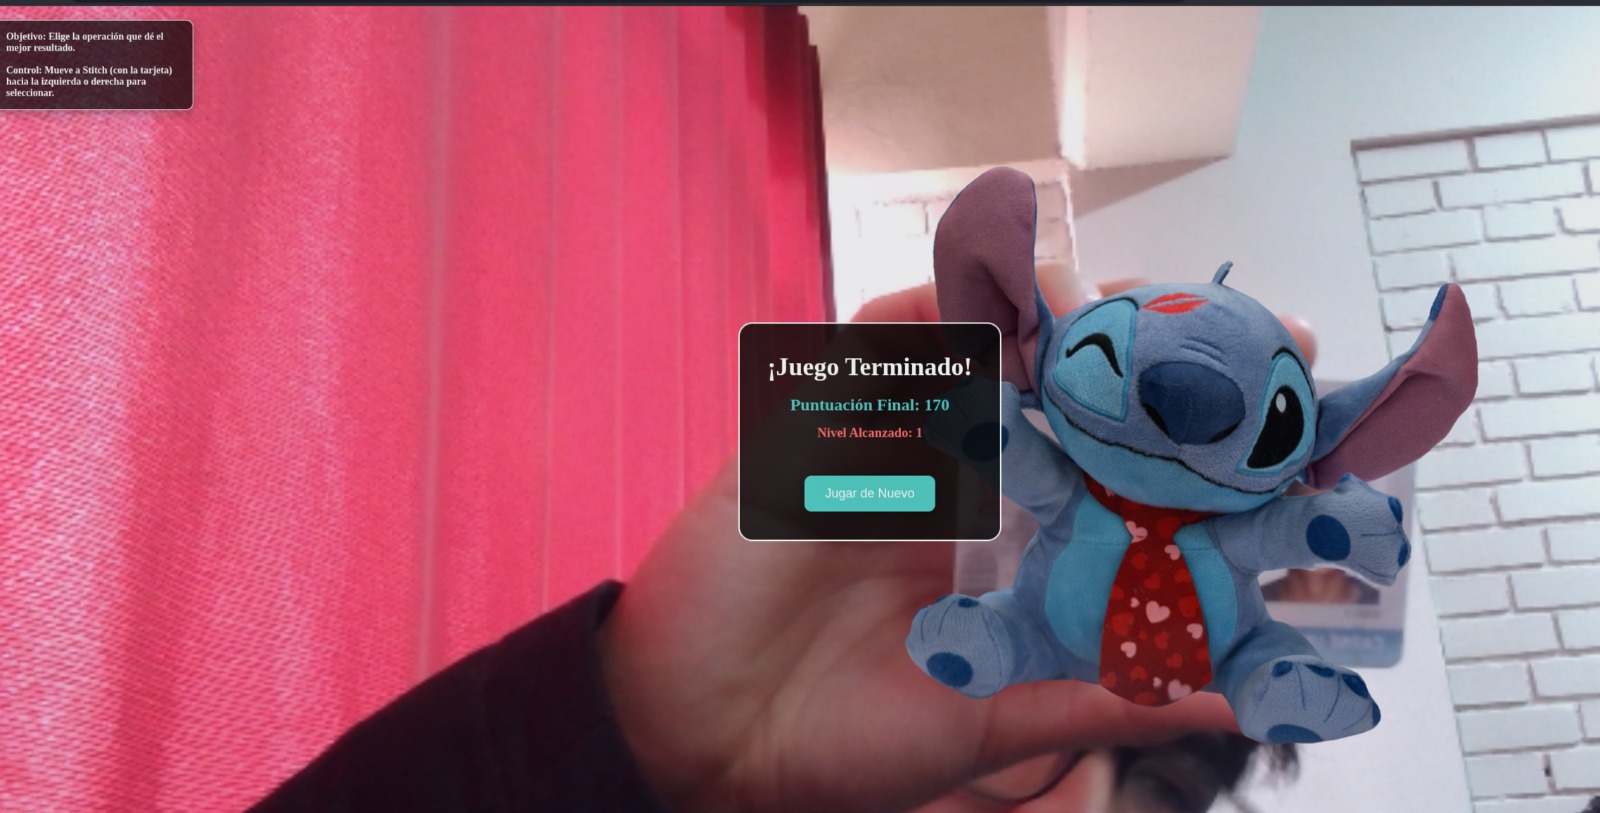 Objetivo: Elige la operación que dé el
mejor resultado.
Control: Mueve a Stitch (con la tarjeta)
hacia la izquierda o derecha para
seleccionar.
¡Juego Terminado!
Puntuación Final: 170
Nivel Alcanzado: 1
Jugar de Nuevo